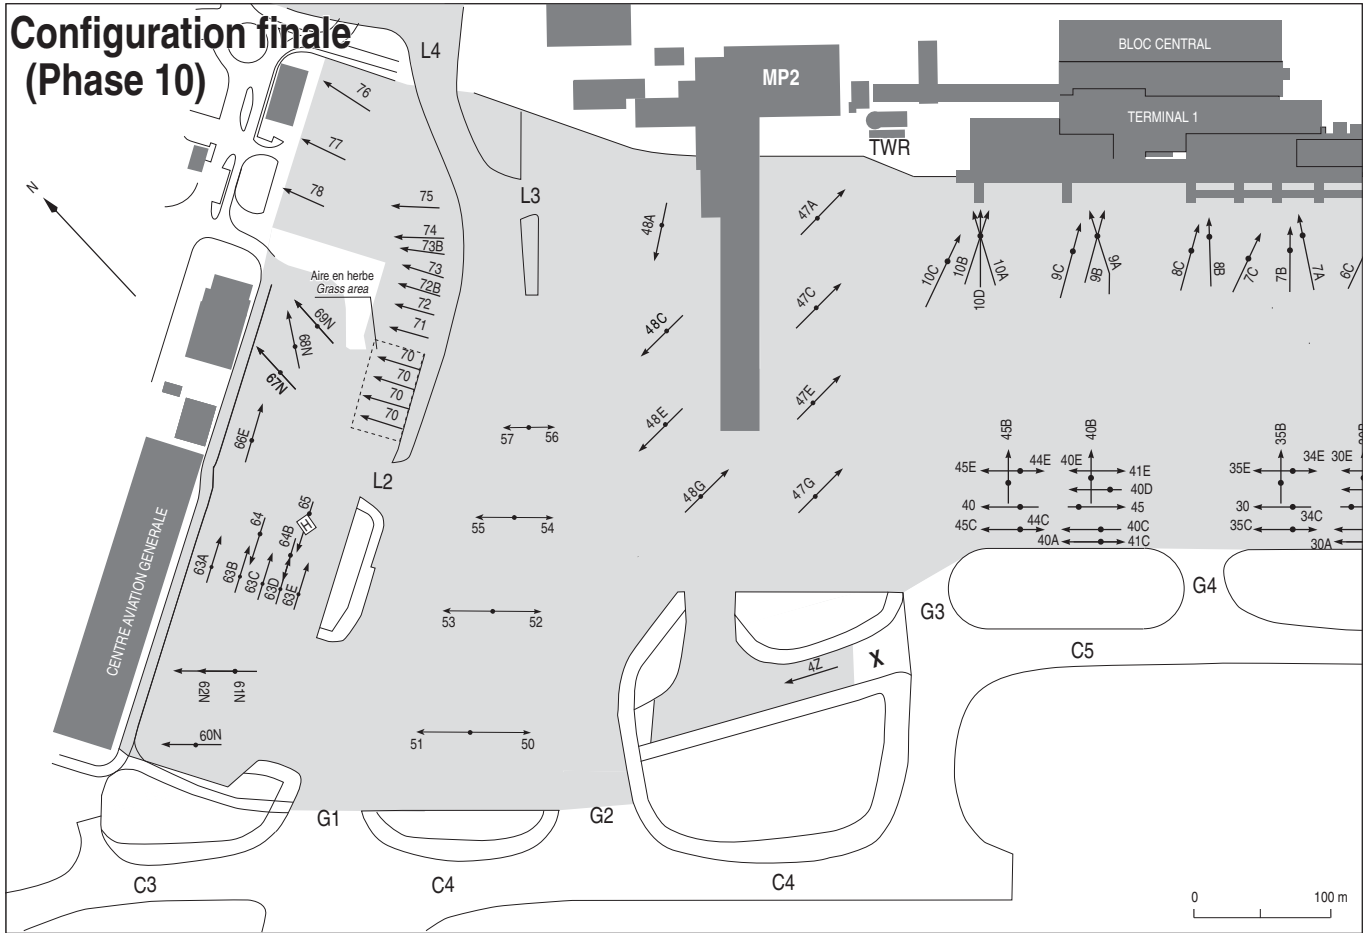 Configuration finale
(Phase 10)
L4
BLOC CENTRAL
MP2
TERMINAL 1
TWR
76
77
78
75
74
73B
73
72B
72
71
70
70
70
70
L3
N
Aire en herbe
Grass area
48A
47A
10C
10B
10D
10A
9C
9B
9A
8C
8B
7C
7B
7A
6C
69N
68N
67N
48C
47C
66E
57
56
48E
47E
45B
40B
35B
L2
45E
44E
40E
41E
35E
34E
30E
40D
48G
47G
40
45
30
55
54
45C
44C
40C
35C
34C
40A
41C
30A
65
H
64
64B
63A
63B
63C
63D
63E
CENTRE AVIATION GENERALE
53
52
G3
G4
C5
4Z
X
62N
61N
60N
51
50
G1
G2
C3
C4
C4
0
100 m